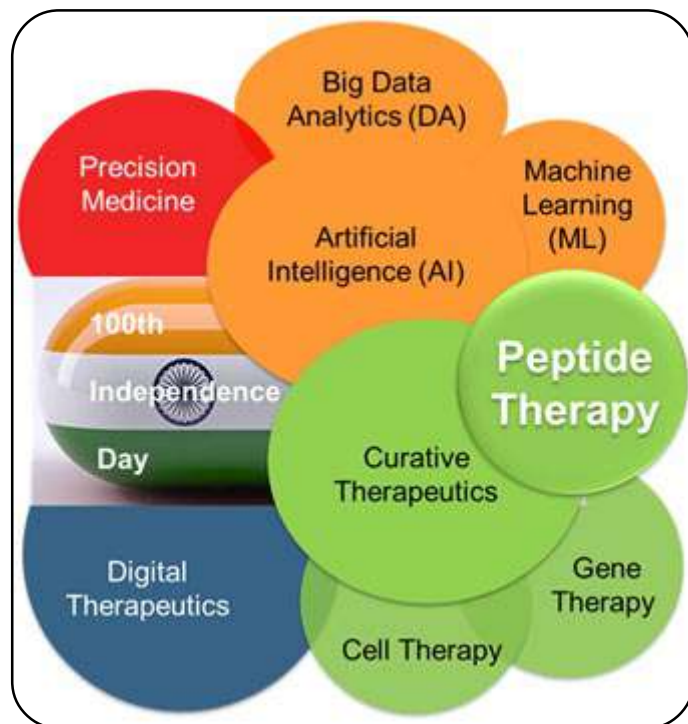 Big Data
Analytics (DA)
Precision
Medicine
Machine
Learning
(ML)
Artificial
Intelligence (AI)
100th
Independence
Day
Peptide
Therapy
Curative
Therapeutics
Digital
Therapeutics
Gene
Therapy
Cell Therapy